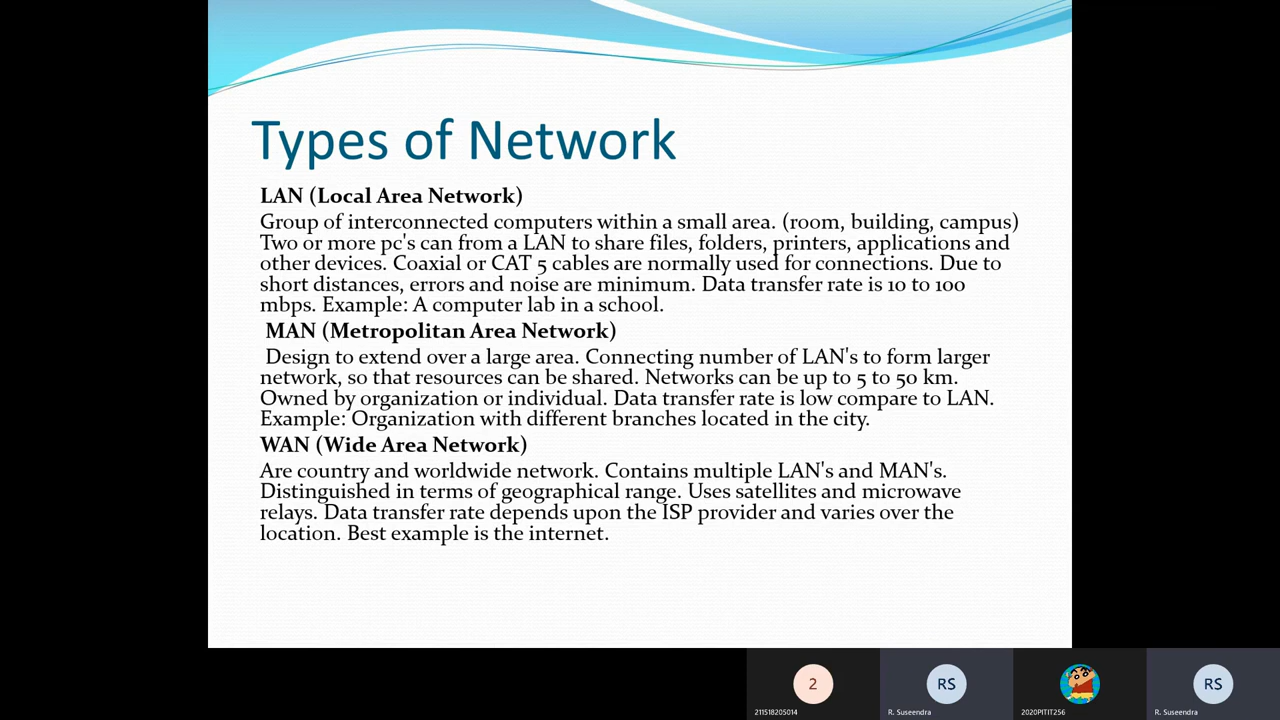 Types of Network
LAN (Local Area Network)
Group of interconnected computers within a small area. (room, building, campus)
Two or more pc's can from a LAN to share files, folders, printers, applications and
other devices. Coaxial or CAT 5 cables are normally used for connections. Due to
short distances, errors and noise are minimum. Data transfer rate is 10 to 100
mbps. Example: A computer lab in a school.
MAN (Metropolitan Area Network)
Design to extend over a large area. Connecting number of LAN's to form larger
network, so that resources can be shared. Networks can be up to 5 to 50 km.
Owned by organization or individual. Data transfer rate is low compare to LAN.
Example: Organization with different branches located in the city.
WAN (Wide Area Network)
Are country and worldwide network. Contains multiple LAN's and MAN's.
Distinguished in terms of geographical range. Uses satellites and microwave
relays. Data transfer rate depends upon the ISP provider and varies over the
location. Best example is the internet.
2 RS RS
211518205014 R. Suseendra 2020PITIT256 R. Suseendra